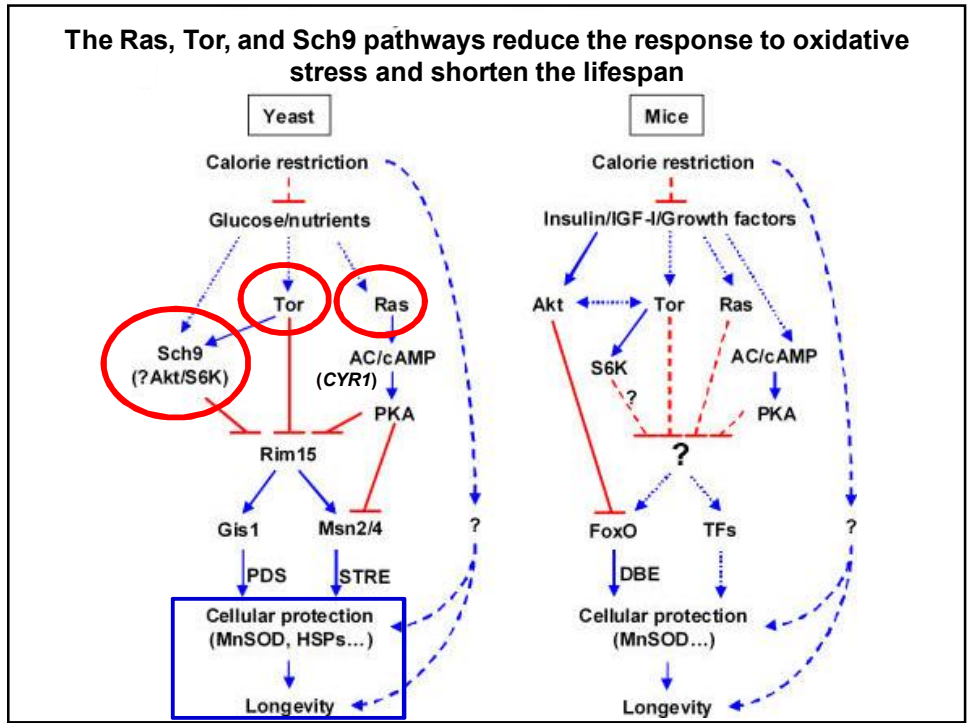 The Ras, Tor, and Sch9 pathways reduce the response to oxidative
stress and shorten the lifespan
Yeast
Calorie restriction
Glucose/nutrients
Tor
Ras
Sch9
(?Akt/S6K)
AC/cAMP
(CYR1)
PKA
Rim15
Gis1
Msn2/4
?
PDS
STRE
Cellular protection
(MnSOD, HSPs...)
Longevity
Mice
Calorie restriction
Insulin/IGF-I/Growth factors
Akt
Tor
Ras
S6K
AC/cAMP
?
PKA
?
FoxO
TFs
?
DBE
Cellular protection
(MnSOD...)
Longevity